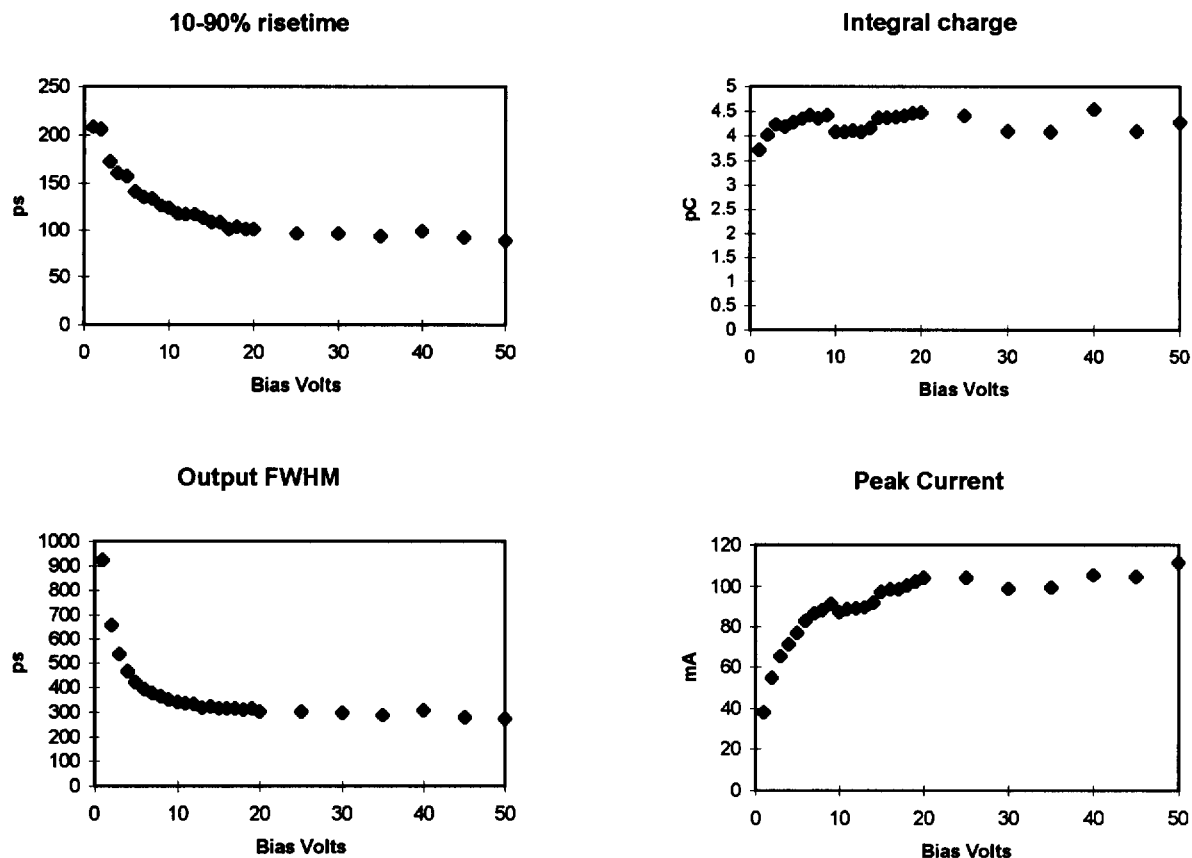 10-90% risetime
250
200
150
100
50
0
ps
0 10 20 30 40 50
Bias Volts
Integral charge
5
4.5
4
3.5
3
2.5
2
1.5
1
0.5
0
pC
0 10 20 30 40 50
Bias Volts
Output FWHM
1000
900
800
700
600
500
400
300
200
100
0
ps
0 10 20 30 40 50
Bias Volts
Peak Current
120
100
80
60
40
20
0
mA
0 10 20 30 40 50
Bias Volts